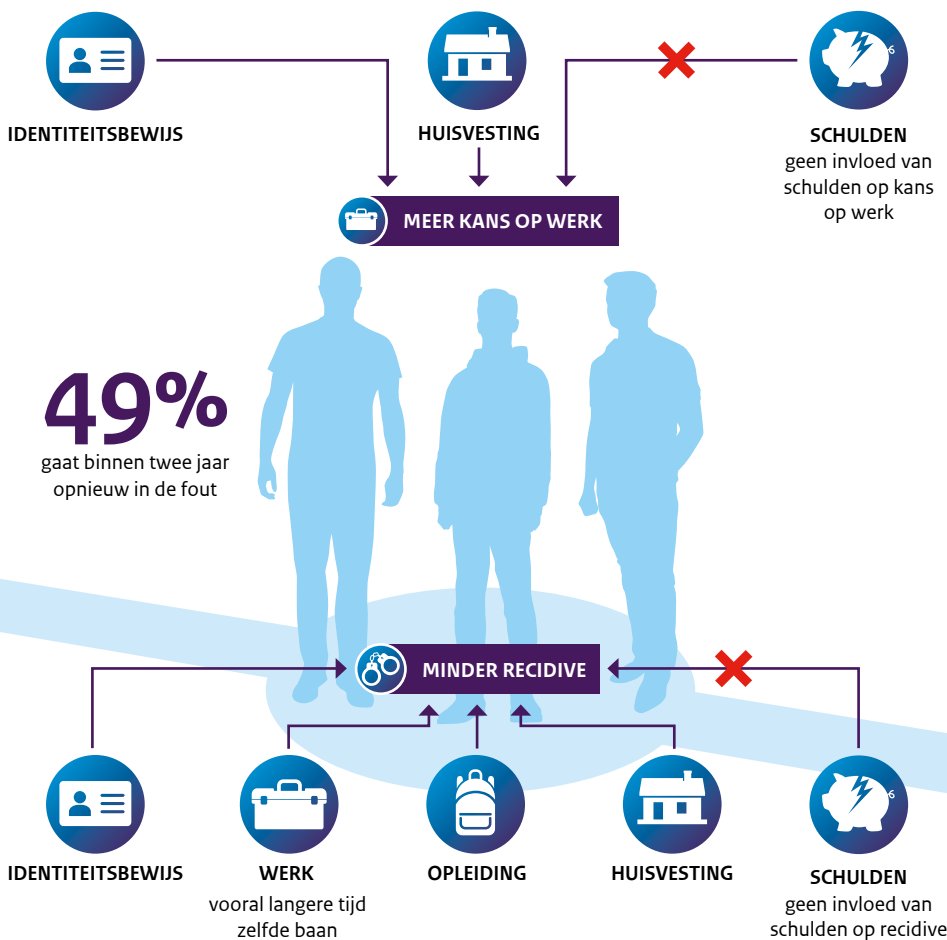 IDENTITEITSBEWIJS
HUISVESTING
SCHULDEN
geen invloed van
schulden op kans
op werk
MEER KANS OP WERK
49%
gaat binnen twee jaar
opnieuw in de fout
MINDER RECIDIVE
IDENTITEITSBEWIJS
WERK
vooral langere tijd
zelfde baan
OPLEIDING
HUISVESTING
SCHULDEN
geen invloed van
schulden op recidive